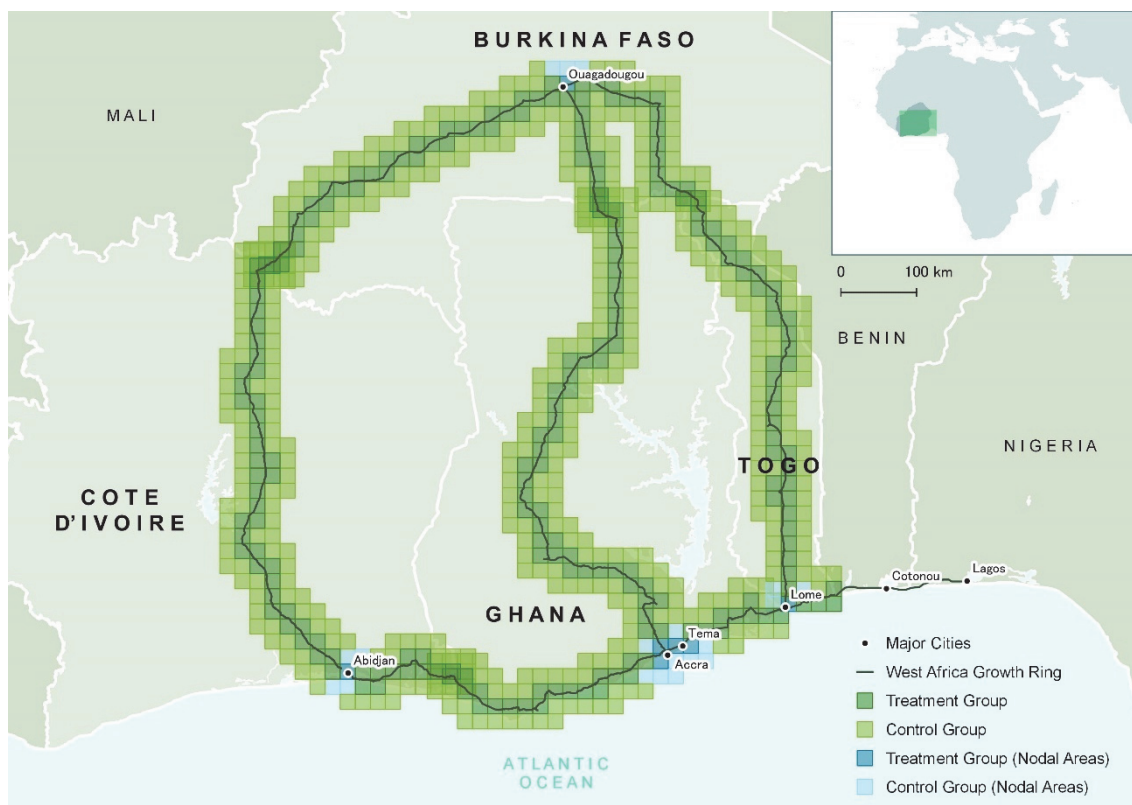 BURKINA FASO
Ouagadougou
MALI
0 100 km
BENIN
NIGERIA
TOGO
COTE
D'IVOIRE
Lagos
Cotonou
Lome
GHANA
Tema
Accra
Abidjan
Major Cities
West Africa Growth Ring
Treatment Group
Control Group
Treatment Group (Nodal Areas)
Control Group (Nodal Areas)
ATLANTIC
OCEAN